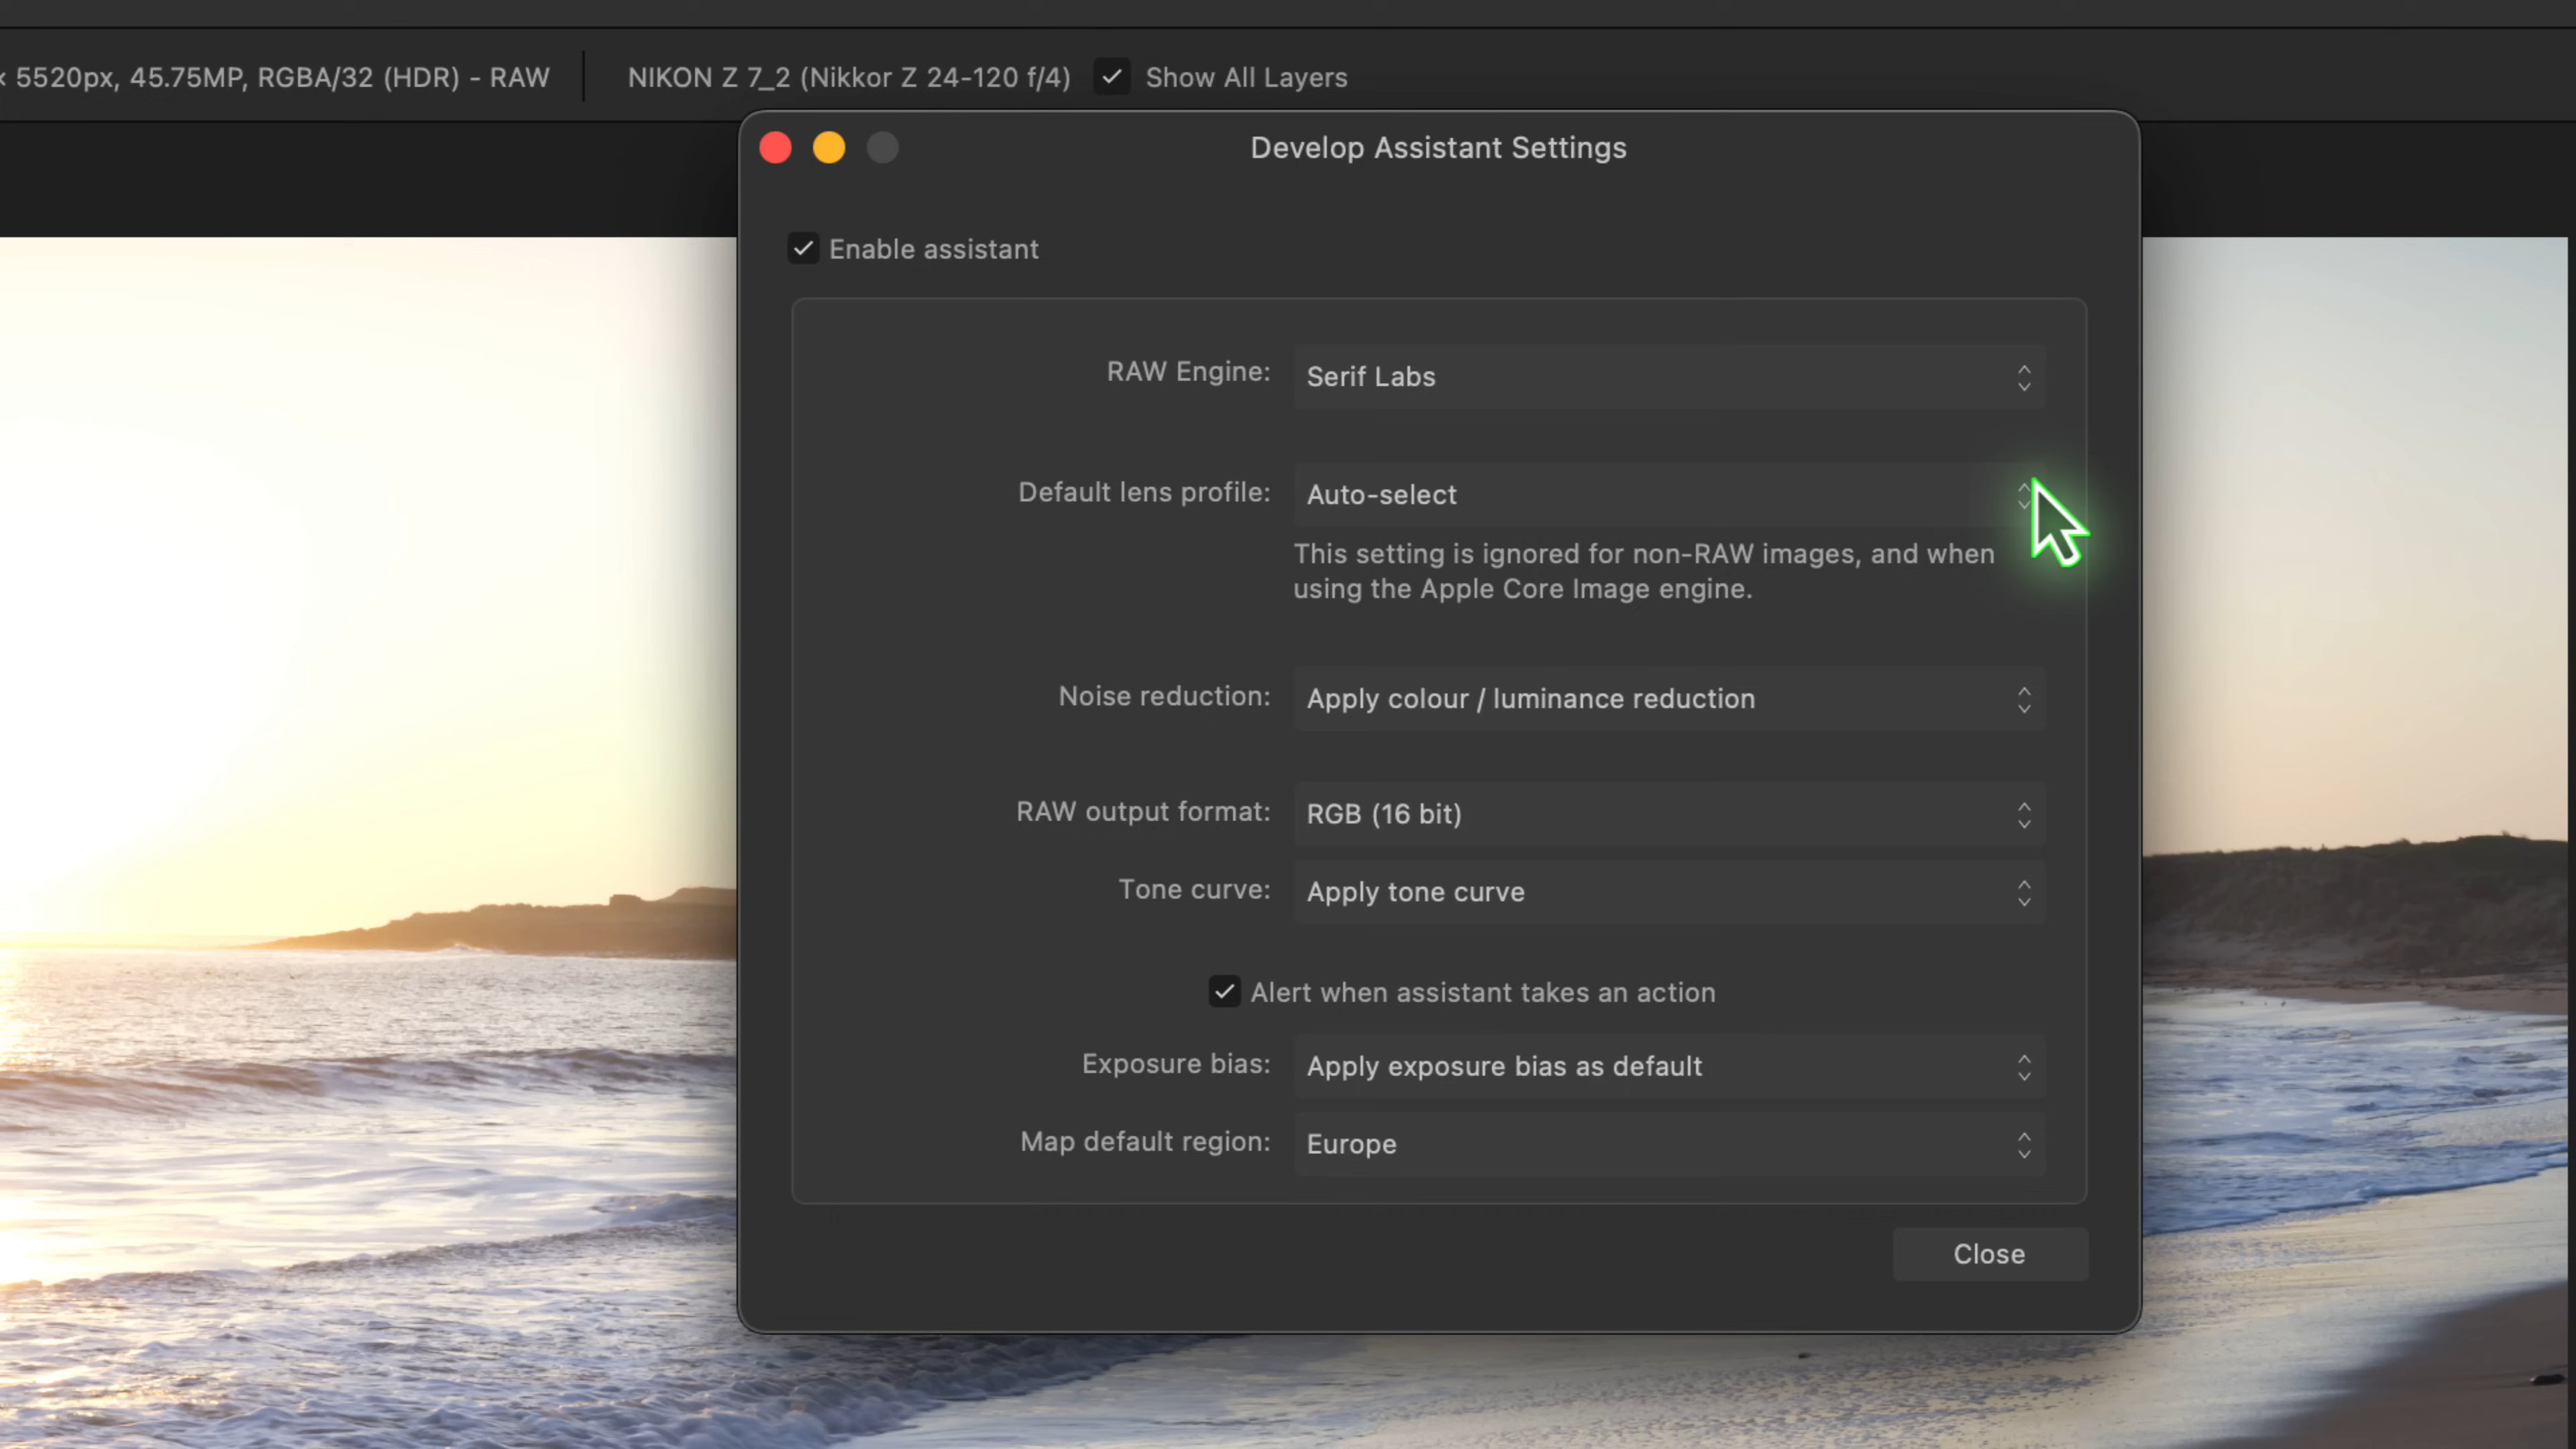 5520px, 45.75MP, RGBA/32 (HDR) - RAW
NIKON Z 7_2 (Nikkor Z 24-120 f/4)
Show All Layers
Develop Assistant Settings
Enable assistant
RAW Engine: Serif Labs
Default lens profile: Auto-select
This setting is ignored for non-RAW images, and when
using the Apple Core Image engine.
Noise reduction: Apply colour / luminance reduction
RAW output format: RGB (16 bit)
Tone curve: Apply tone curve
Alert when assistant takes an action
Exposure bias: Apply exposure bias as default
Map default region: Europe
Close